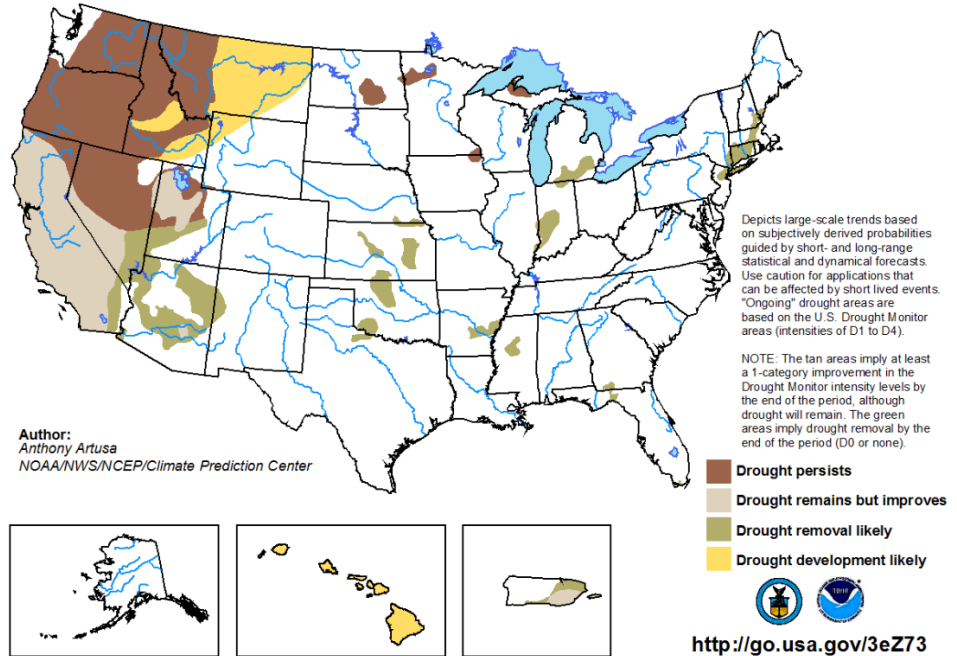 Depicts large-scale trends based
on subjectively derived probabilities
guided by short- and long-range
statistical and dynamical forecasts.
Use caution for applications that
can be affected by short lived events.
"Ongoing" drought areas are
based on the U.S. Drought Monitor
areas (intensities of D1 to D4).
NOTE: The tan areas imply at least
a 1-category improvement in the
Drought Monitor intensity levels by
the end of the period, although
drought will remain. The green
areas imply drought removal by the
end of the period (D0 or none).
Author:
Anthony Artusa
NOAA/NWS/NCEP/Climate Prediction Center
Drought persists
Drought remains but improves
Drought removal likely
Drought development likely
http://go.usa.gov/3eZ73